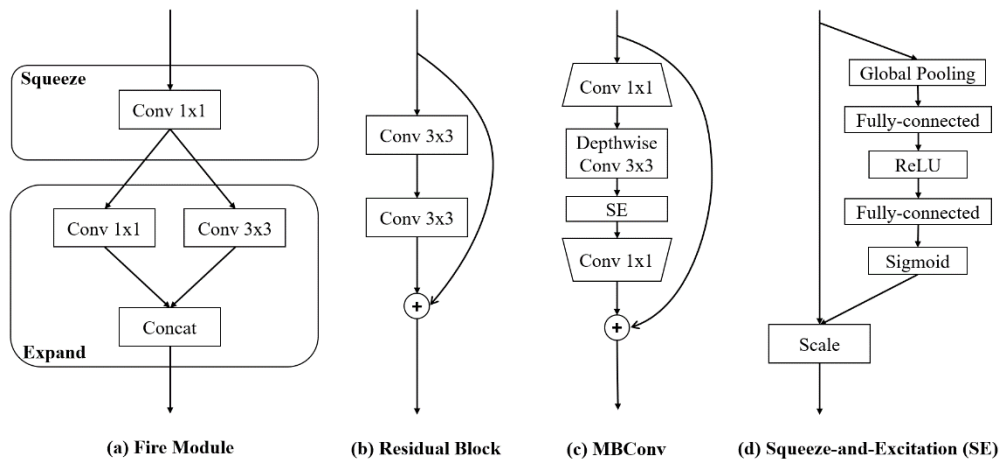 Squeeze
Conv 1x1
Conv 1x1
Conv 3x3
Concat
Expand
(a) Fire Module
Conv 3x3
Conv 3x3
+
(b) Residual Block
Conv 1x1
Depthwise
Conv 3x3
SE
Conv 1x1
+
(c) MBConv
Global Pooling
Fully-connected
ReLU
Fully-connected
Sigmoid
Scale
(d) Squeeze-and-Excitation (SE)